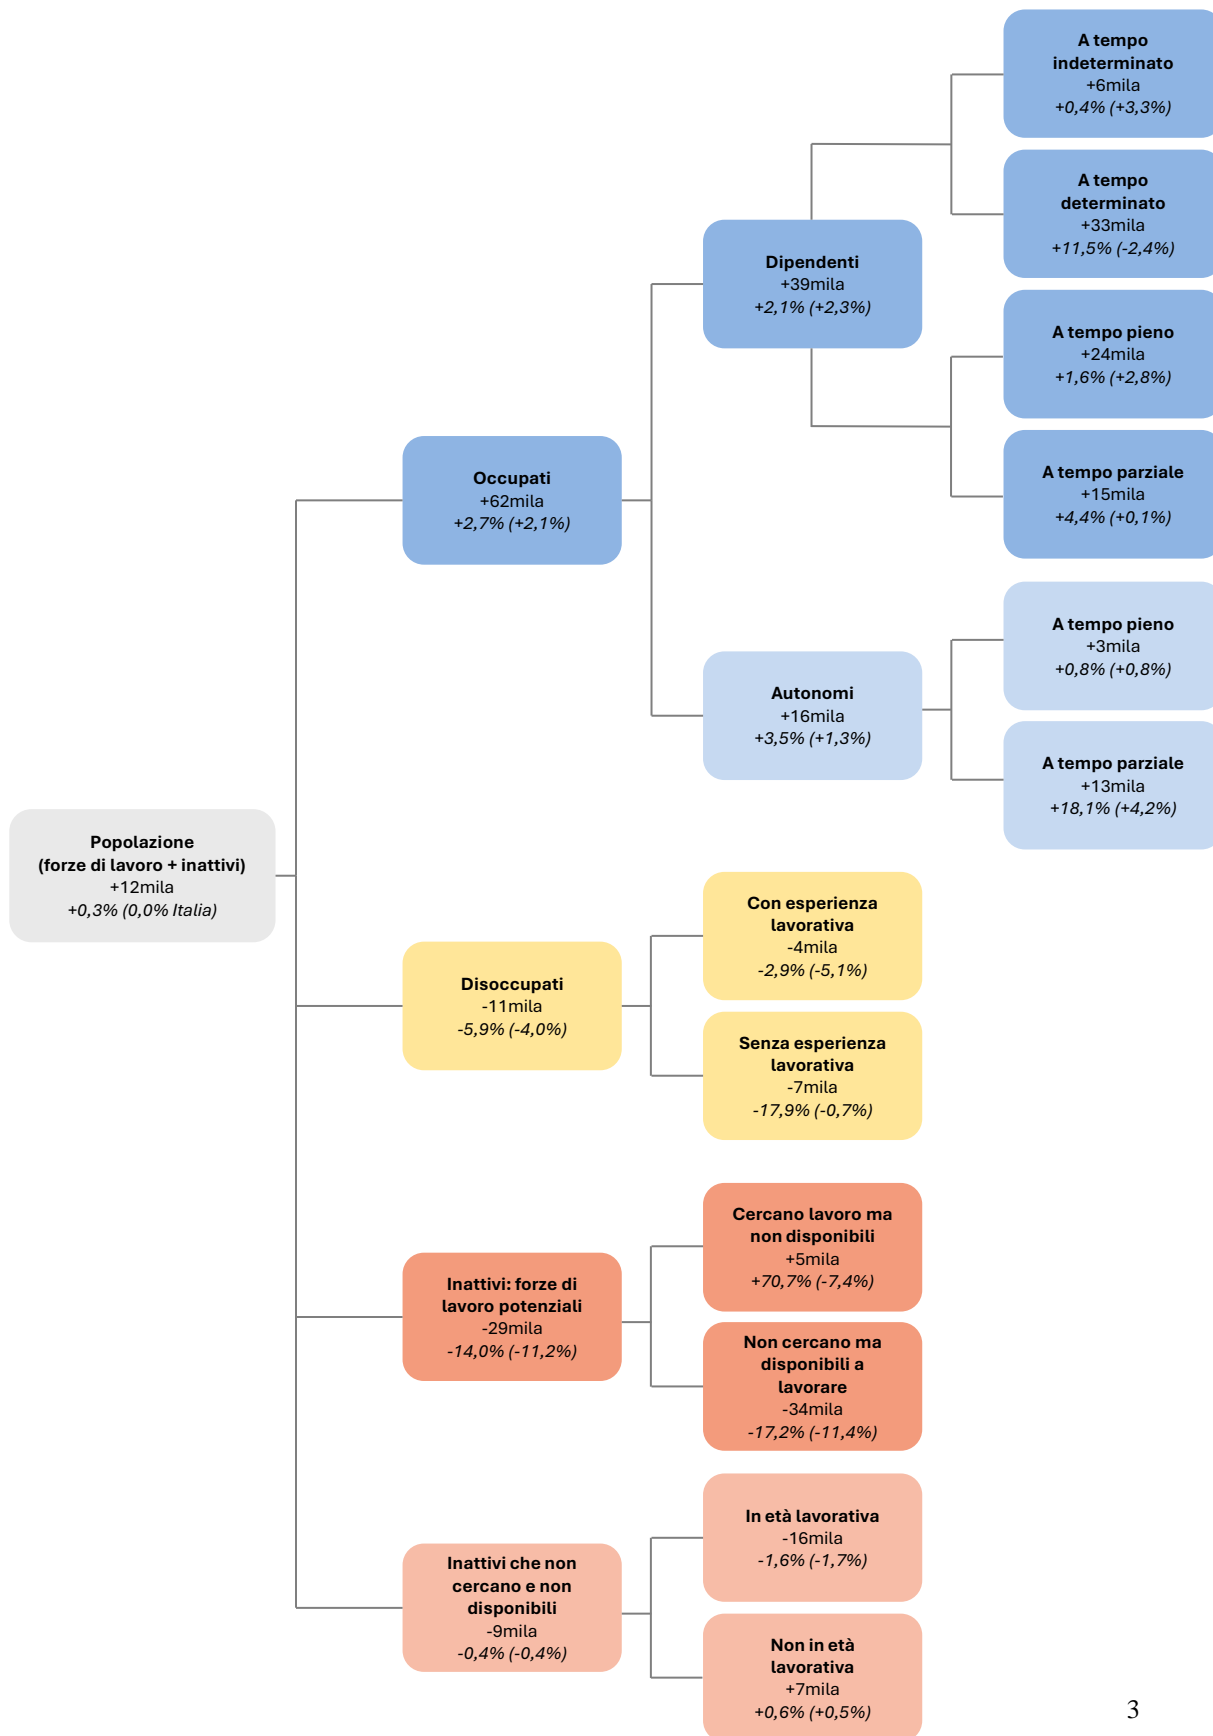 A tempo
indeterminato
+6mila
+0,4% (+3,3%)
A tempo
determinato
+33mila
+11,5% (-2,4%)
Dipendenti
+39mila
+2,1% (+2,3%)
A tempo pieno
+24mila
+1,6% (+2,8%)
A tempo parziale
+15mila
+4,4% (+0,1%)
Occupati
+62mila
+2,7% (+2,1%)
A tempo pieno
+3mila
+0,8% (+0,8%)
Autonomi
+16mila
+3,5% (+1,3%)
A tempo parziale
+13mila
+18,1% (+4,2%)
Popolazione
(forze di lavoro + inattivi)
+12mila
+0,3% (0,0% Italia)
Con esperienza
lavorativa
-4mila
-2,9% (-5,1%)
Disoccupati
-11mila
-5,9% (-4,0%)
Senza esperienza
lavorativa
-7mila
-17,9% (-0,7%)
Cercano lavoro ma
non disponibili
+5mila
+70,7% (-7,4%)
Inattivi: forze di
lavoro potenziali
-29mila
-14,0% (-11,2%)
Non cercano ma
disponibili a
lavorare
-34mila
-17,2% (-11,4%)
In età lavorativa
-16mila
-1,6% (-1,7%)
Inattivi che non
cercano e non
disponibili
-9mila
-0,4% (-0,4%)
Non in età
lavorativa
+7mila
+0,6% (+0,5%)
3